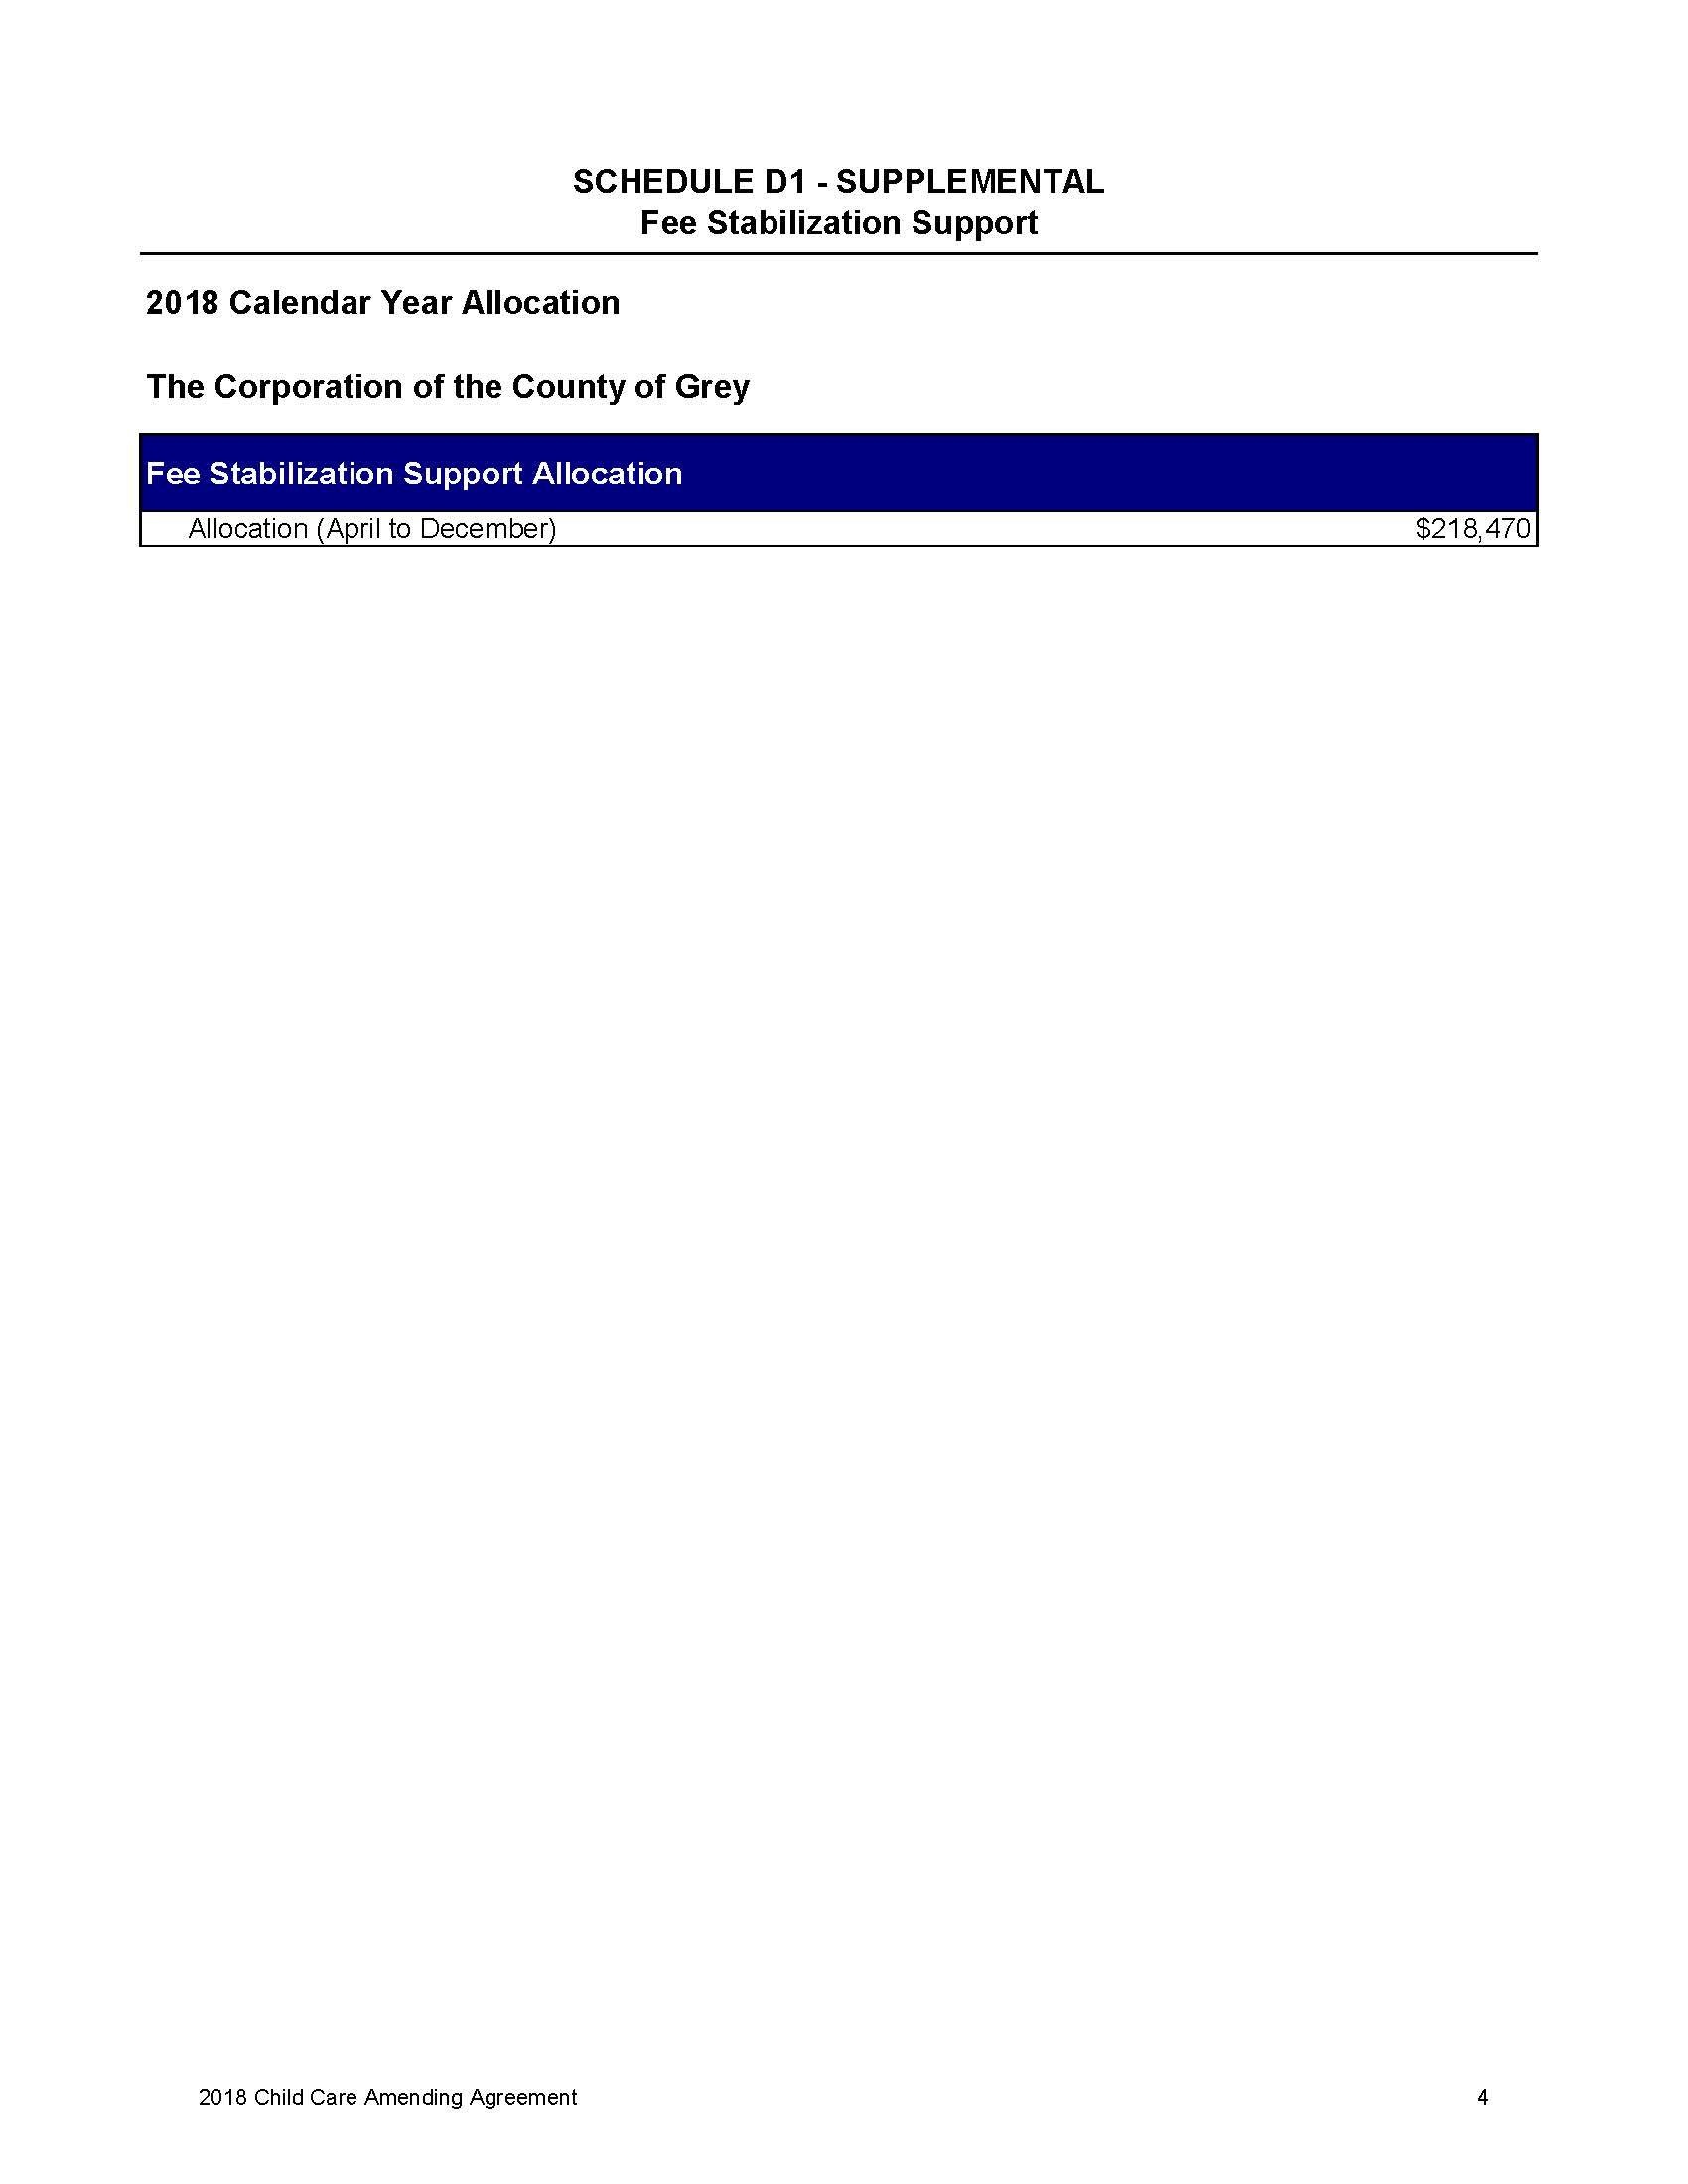 SCHEDULE D1 - SUPPLEMENTAL
Fee Stabilization Support
2018 Calendar Year Allocation
The Corporation of the County of Grey
Fee Stabilization Support Allocation
Allocation (April to December) $218,470
2018 Child Care Amending Agreement 4